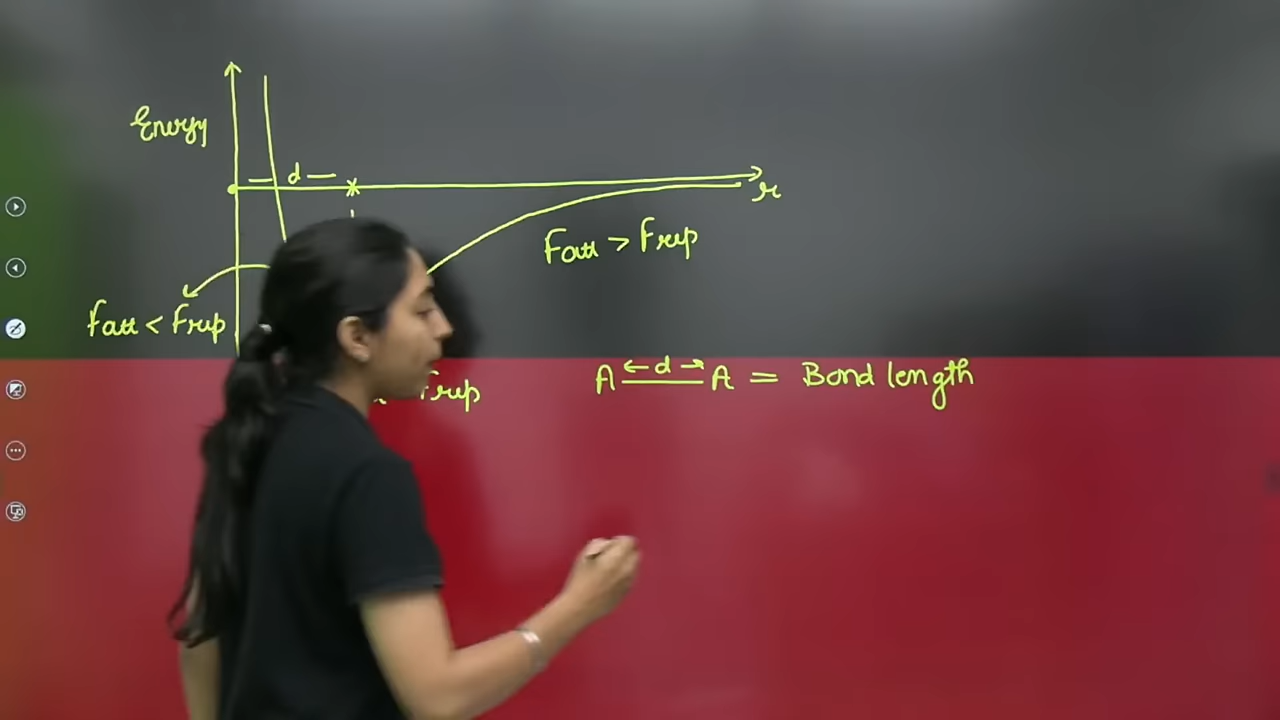 Energy
d
r
Fatt > Frep
Fatt < Frep
Frep
A d A = Bond length